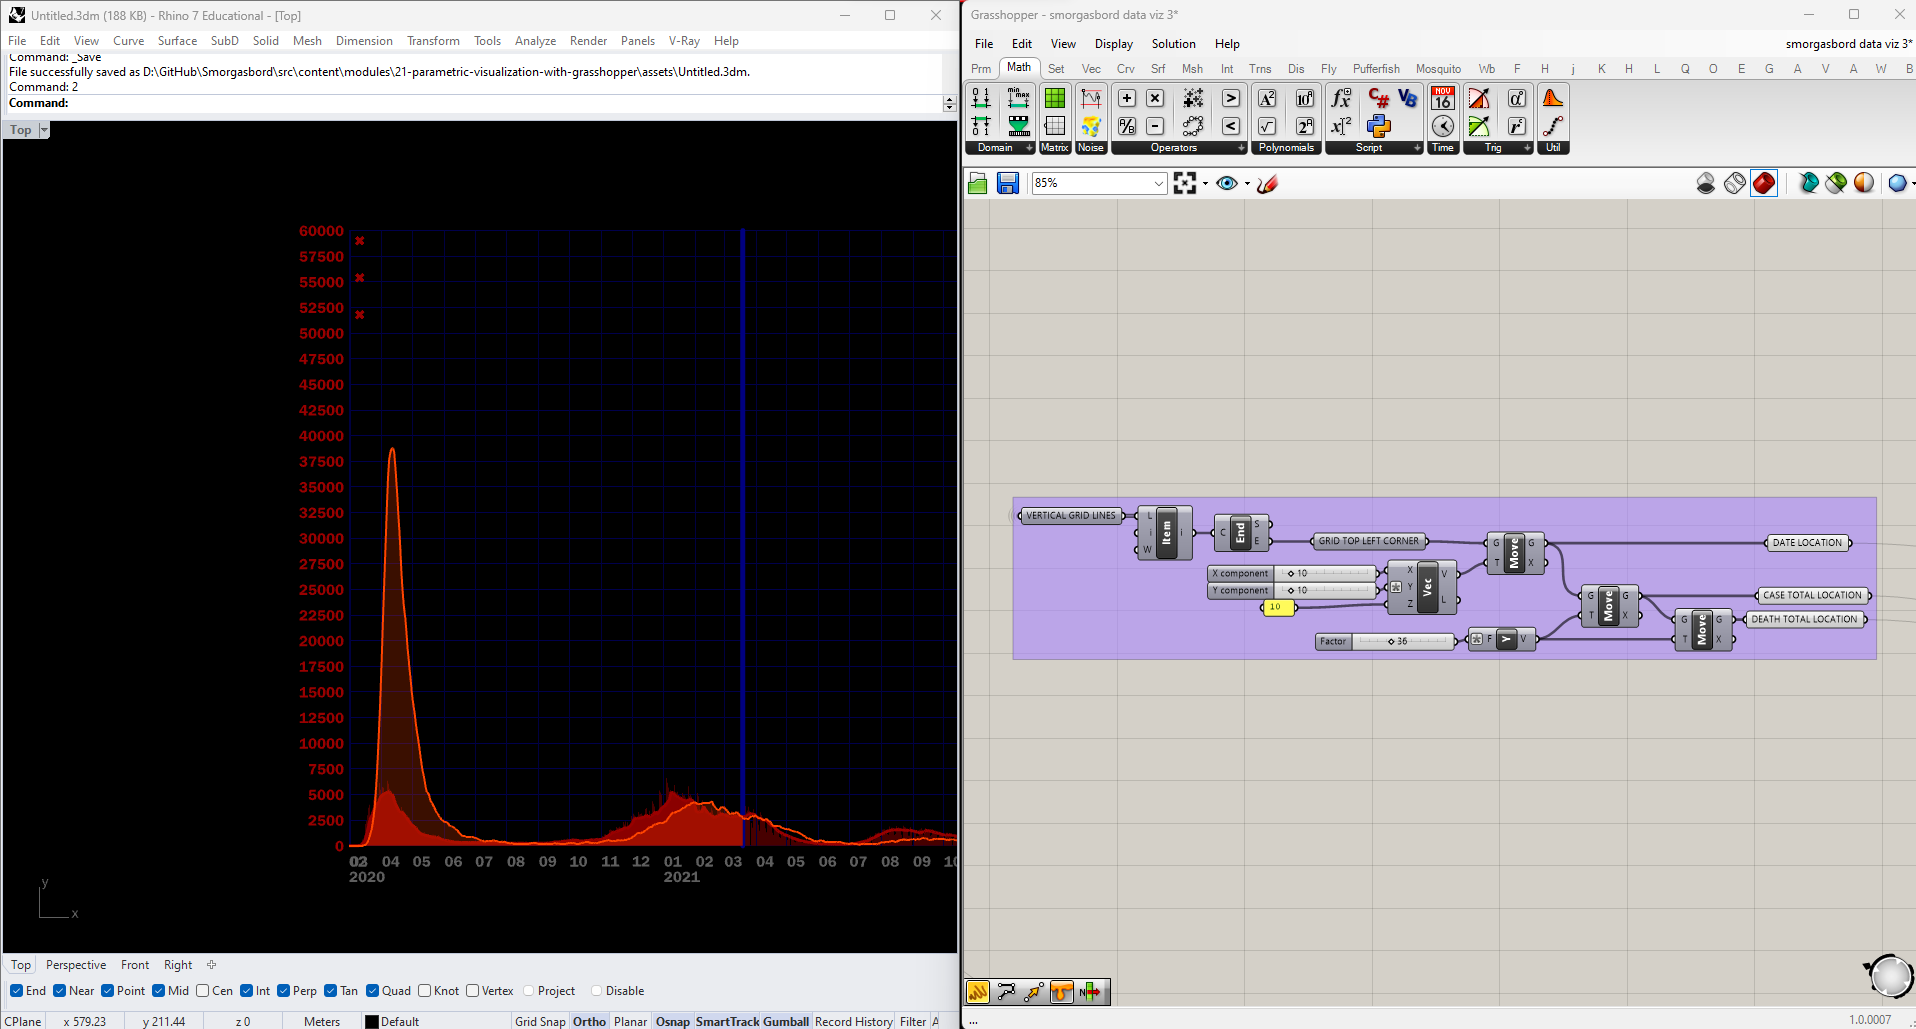 Untitled.3dm (188 KB) - Rhino 7 Educational - [Top]
File Edit View Curve Surface SubD Solid Mesh Dimension Transform Tools Analyze Render Panels V-Ray Help
Command: _Save
File successfully saved as D:\GitHub\Smorgasbord\src\content\modules\21-parametric-visualization-with-grasshopper\assets\Untitled.3dm.
Command: 2
Command:
Top
60000
57500
55000
52500
50000
47500
45000
42500
40000
37500
35000
32500
30000
27500
25000
22500
20000
17500
15000
12500
10000
7500
5000
2500
0
03 04 05 06 07 08 09 10 11 12 01 02 03 04 05 06 07 08 09 10
2020 2021
y
x
Top Perspective Front Right
End Near Point Mid Cen Int Perp Tan Quad Knot Vertex Project Disable
CPlane x 579.23 y 211.44 z 0 Meters Default Grid Snap Ortho Planar Osnap SmartTrack Gumball Record History Filter A
Grasshopper - smorgasbord data viz 3*
File Edit View Display Solution Help smorgasbord data viz 3*
Prm Math Set Vec Crv Srf Msh Int Trns Dis Fly Pufferfish Mosquito Wb F H j K H L Q O E G A V A W B
Domain Matrix Noise Operators Polynomials Script Time Trig Util
85%
VERTICAL GRID LINES
L i W Item i
C End S E
GRID TOP LEFT CORNER
G T Move G X
DATE LOCATION
X component 10
Y component 10
10
X Y Z Vec V L
G T Move G X
CASE TOTAL LOCATION
G T Move G X
DEATH TOTAL LOCATION
Factor 36
F Y V
...
1.0.0007